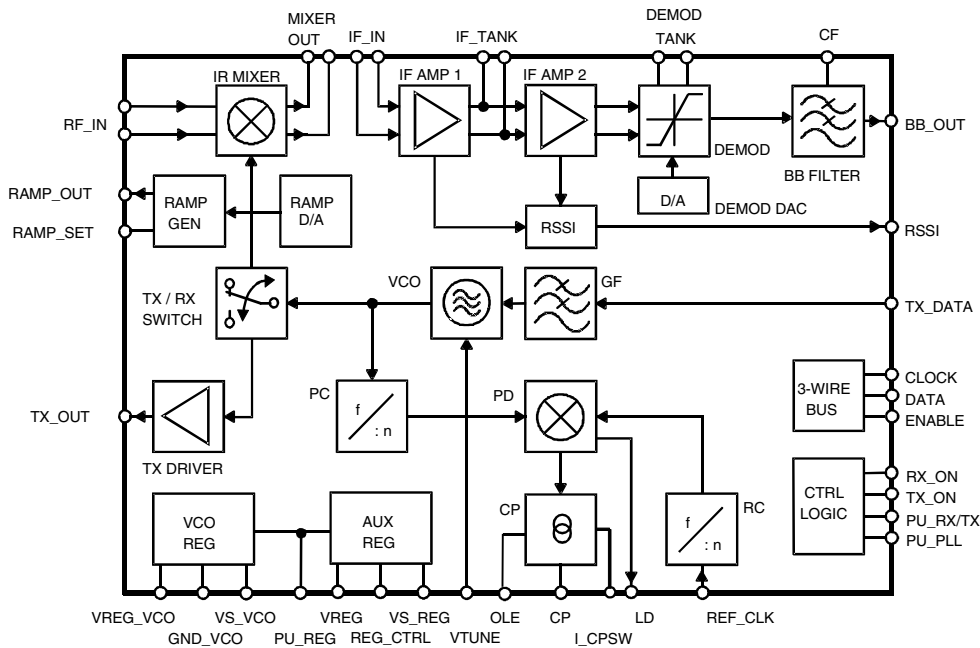 MIXER
OUT
IF_IN
IF_TANK
DEMOD
TANK
CF
IR MIXER
IF AMP 1
IF AMP 2
RF_IN
DEMOD
BB_OUT
BB FILTER
RAMP_OUT
RAMP_SET
RAMP
GEN
RAMP
D/A
D/A
DEMOD DAC
RSSI
RSSI
TX / RX
SWITCH
VCO
GF
TX_DATA
TX_OUT
TX DRIVER
PC
f
: n
PD
3-WIRE
BUS
CLOCK
DATA
ENABLE
VCO
REG
AUX
REG
CP
f
: n
RC
CTRL
LOGIC
RX_ON
TX_ON
PU_RX/TX
PU_PLL
VREG_VCO
GND_VCO
VS_VCO
PU_REG
VREG
REG_CTRL
VS_REG
VTUNE
OLE
CP
I_CPSW
LD
REF_CLK